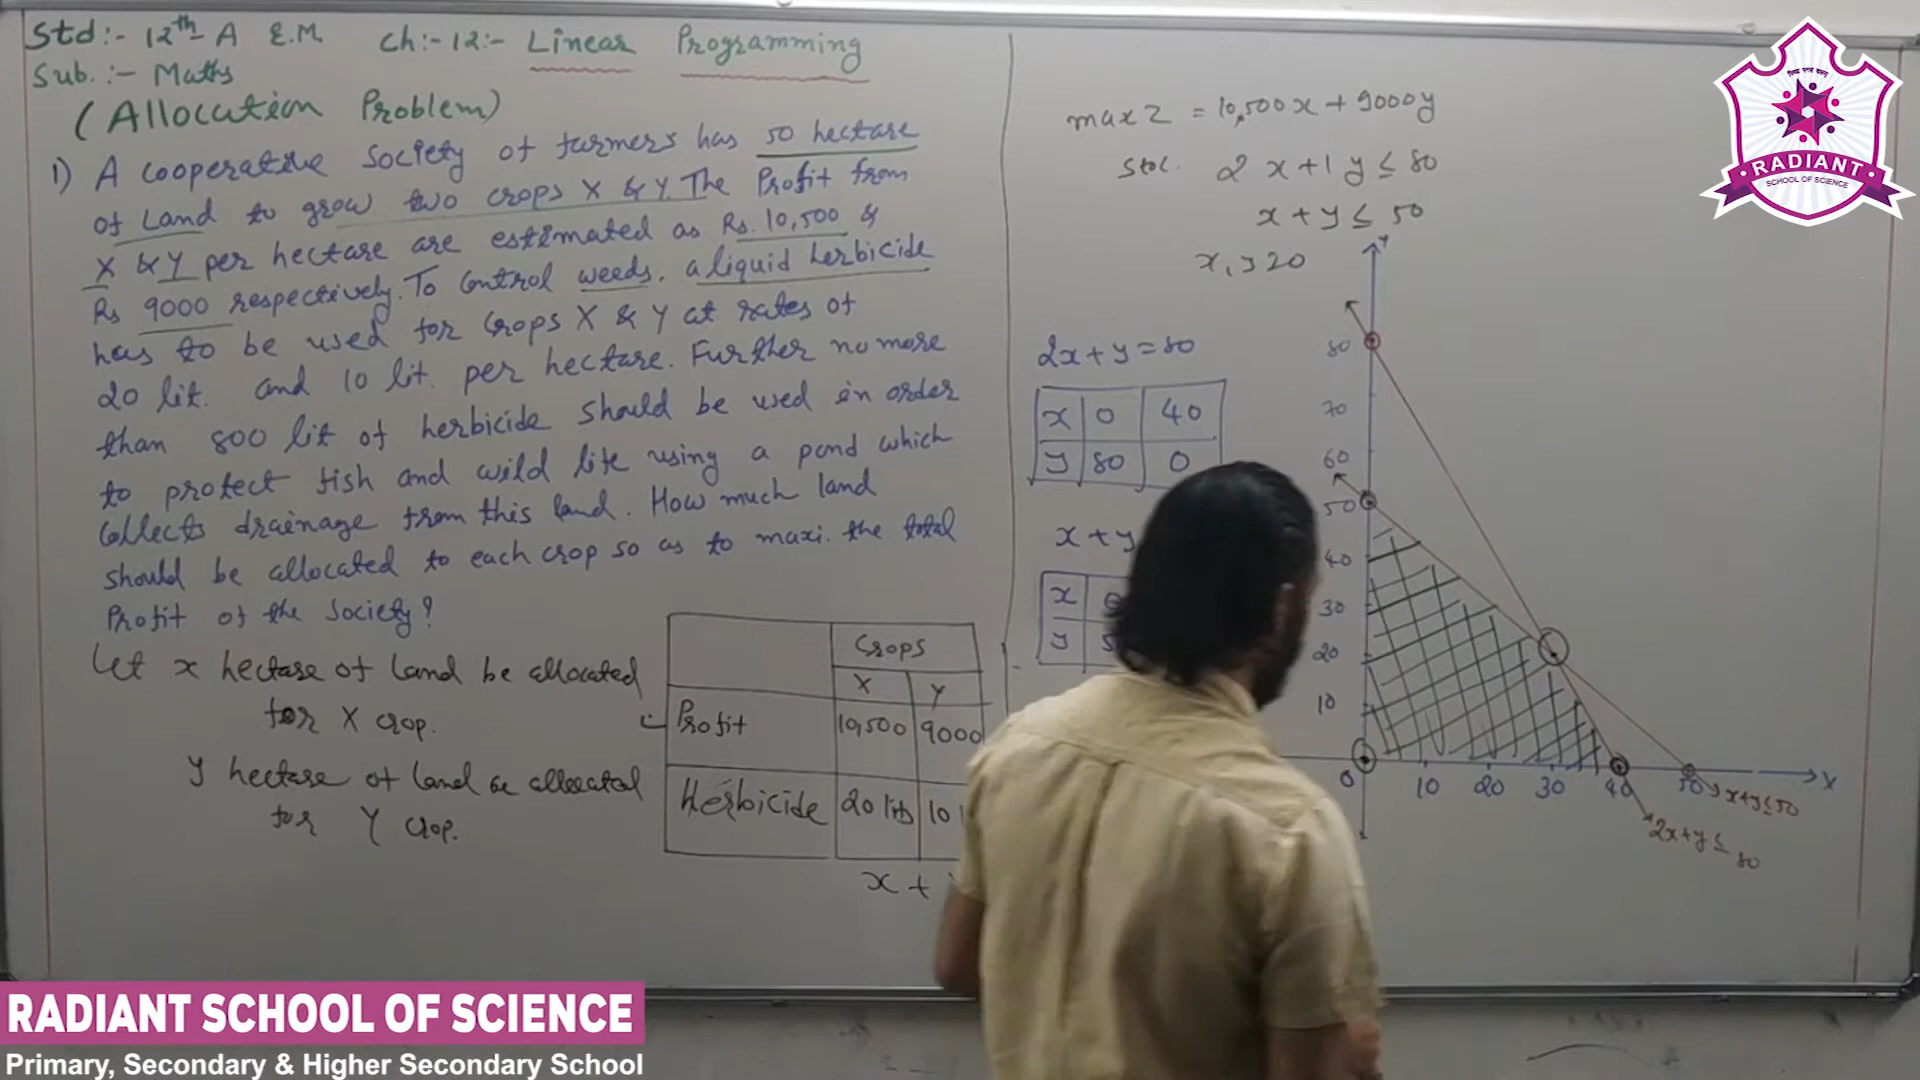 Std:- 12th-A E.M. Ch:-12:- Linear Programming
Sub.:- Maths
(Allocation Problem)
1) A cooperative Society of farmers has 50 hectare
of Land to grow two crops X & Y. The Profit from
X & Y per hectare are estimated as Rs. 10,500 &
Rs 9000 respectively. To Control weeds, a liquid herbicide
has to be used for Crops X & Y at rates of
20 lit. and 10 lit. per hectare. Further no more
than 800 lit of herbicide should be used in order
to protect fish and wild life using a pond which
Collects drainage from this land. How much land
should be allocated to each crop so as to maxi. the total
Profit of the Society?
Let x hectare of Land be allocated
for X crop.
y hectare of land be allocated
for Y crop.
Crops
X Y
Profit 10,500 9000
Herbicide 20 lits 10
x +
max Z = 10,500x + 9000y
Stol. 2x + 1y ≤ 80
x + y ≤ 50
x, y ≥ 0
2x + y = 80
x 0 40
y 80 0
x + y
x
y
Y
80
70
60
50
40
30
20
10
0 10 20 30 40 50 X
x+y≤50
2x+y≤80
RADIANT
SCHOOL OF SCIENCE
RADIANT SCHOOL OF SCIENCE
Primary, Secondary & Higher Secondary School